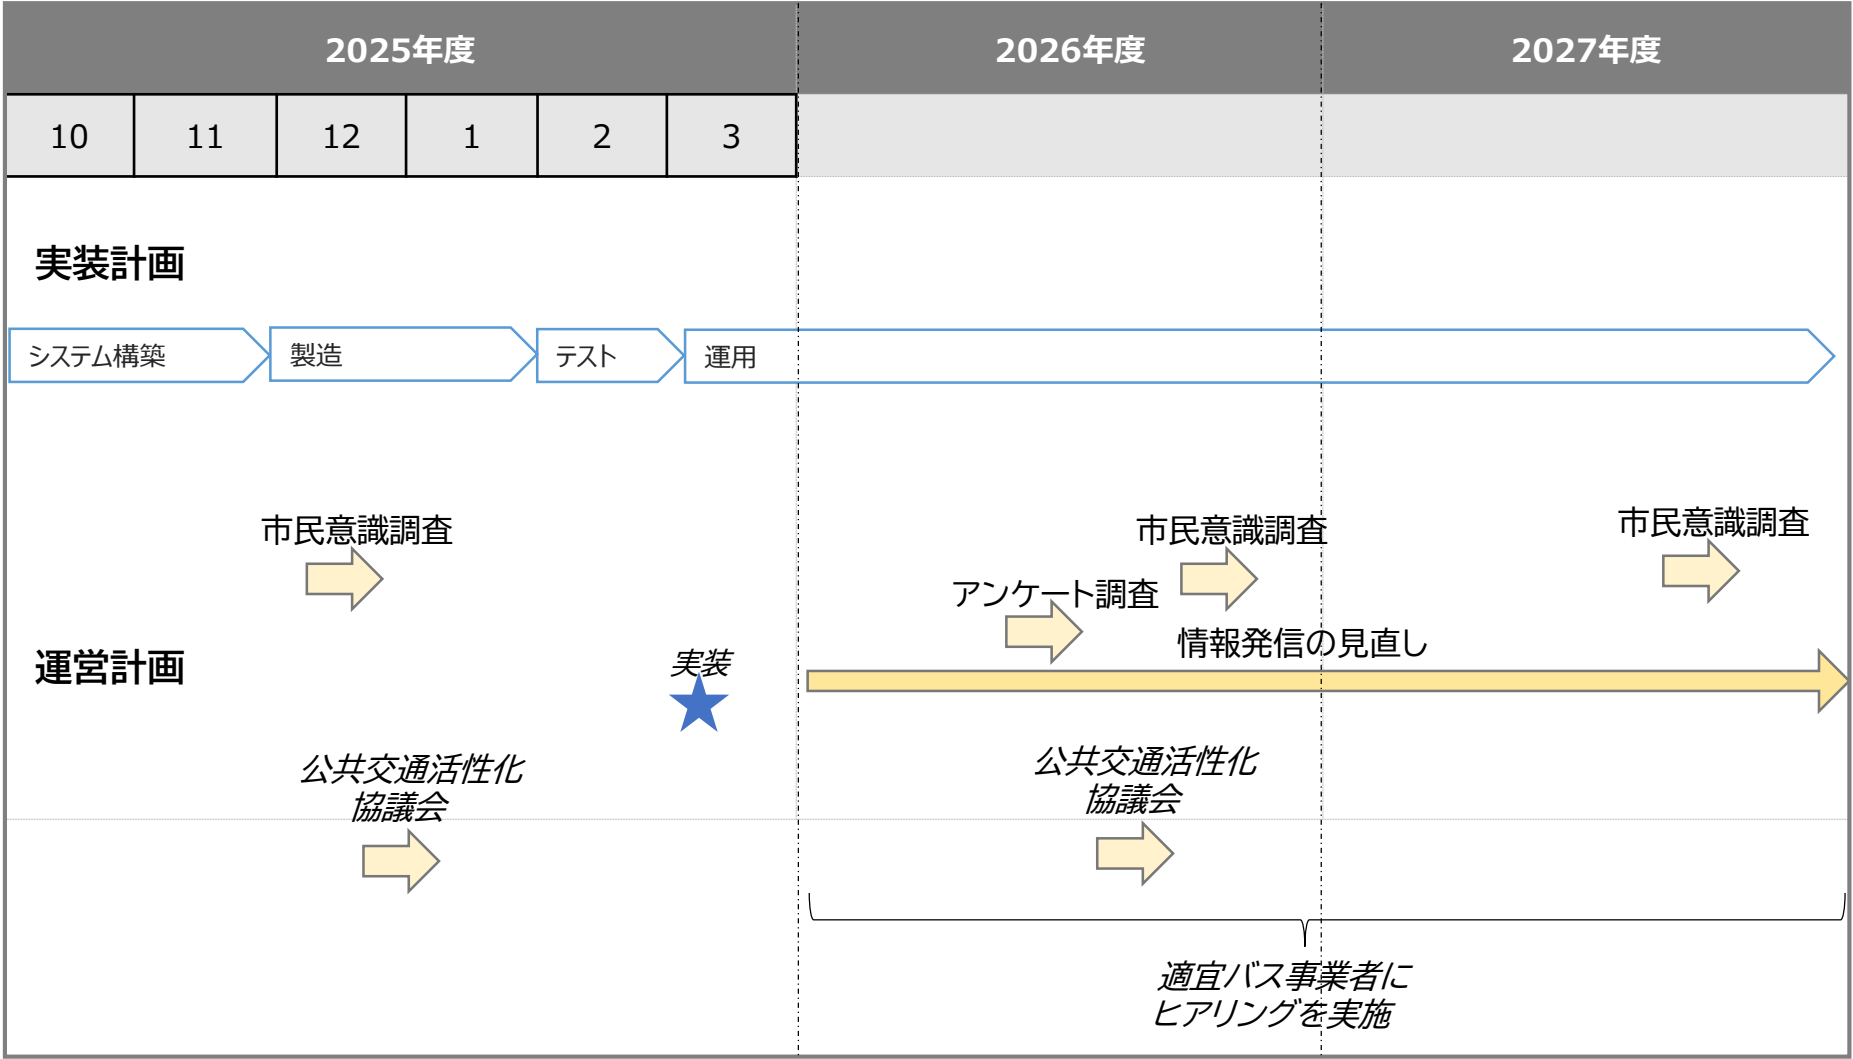 2025年度
2026年度
2027年度
10
11
12
1
2
3
実装計画
システム構築
製造
テスト
運用
市民意識調査
市民意識調査
市民意識調査
アンケート調査
情報発信の見直し
運営計画
実装
公共交通活性化
協議会
公共交通活性化
協議会
適宜バス事業者に
ヒアリングを実施